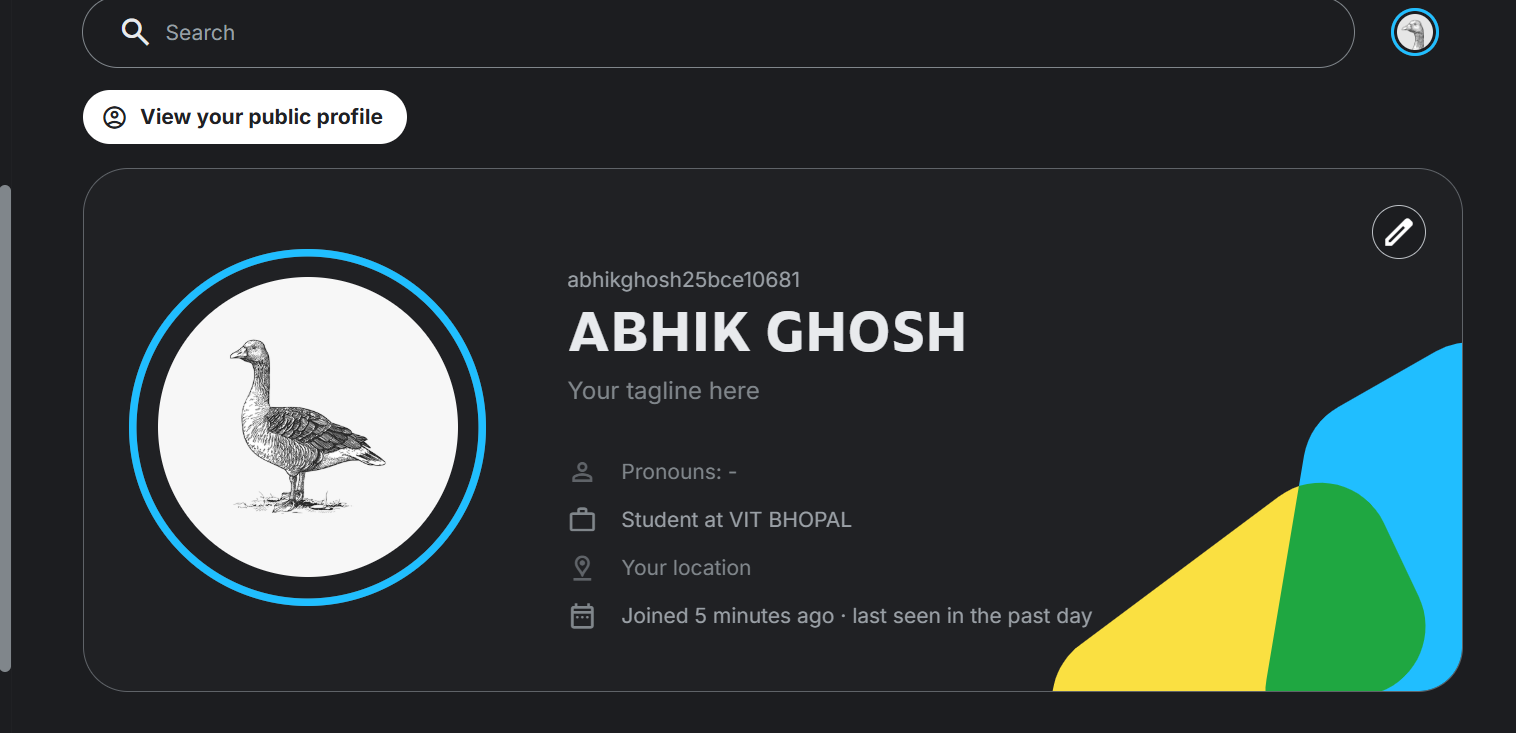 Search
View your public profile
abhikghosh25bce10681
ABHIK GHOSH
Your tagline here
Pronouns: -
Student at VIT BHOPAL
Your location
Joined 5 minutes ago · last seen in the past day